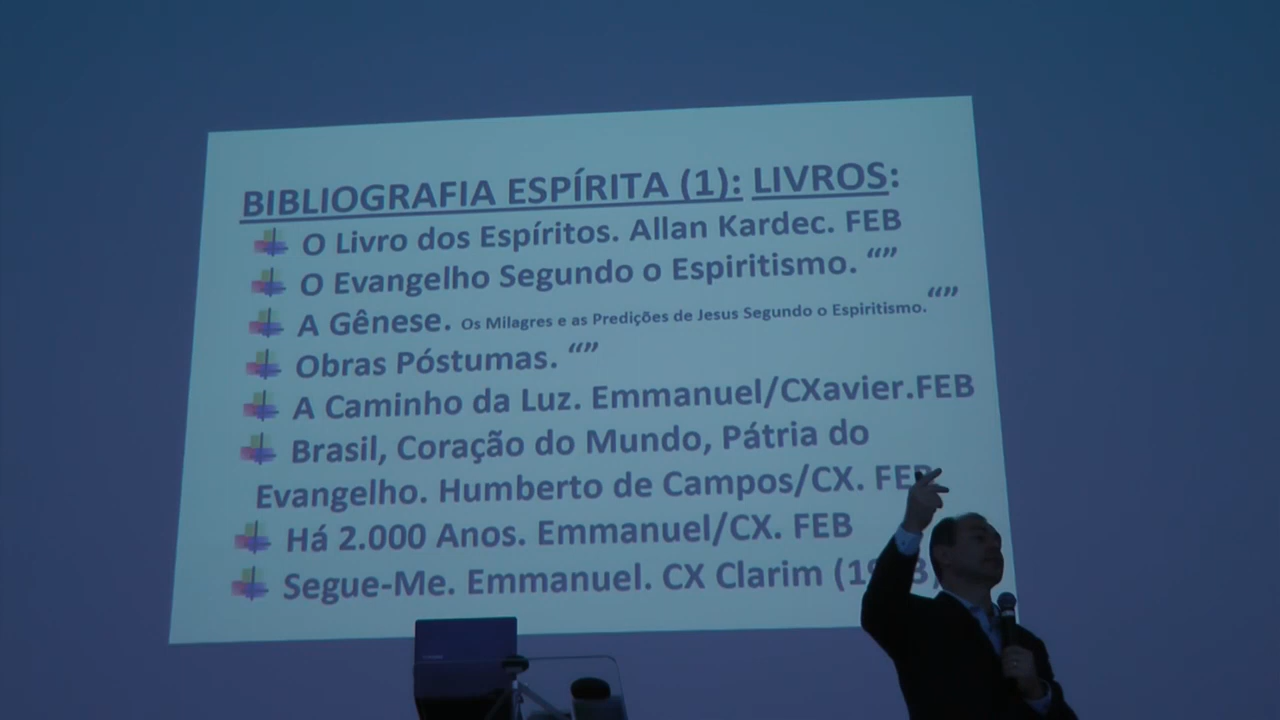 BIBLIOGRAFIA ESPÍRITA (1): LIVROS:
O Livro dos Espíritos. Allan Kardec. FEB
O Evangelho Segundo o Espiritismo. “”
A Gênese. Os Milagres e as Predições de Jesus Segundo o Espiritismo. “”
Obras Póstumas. “”
A Caminho da Luz. Emmanuel/CXavier.FEB
Brasil, Coração do Mundo, Pátria do
Evangelho. Humberto de Campos/CX. FEB
Há 2.000 Anos. Emmanuel/CX. FEB
Segue-Me. Emmanuel. CX Clarim